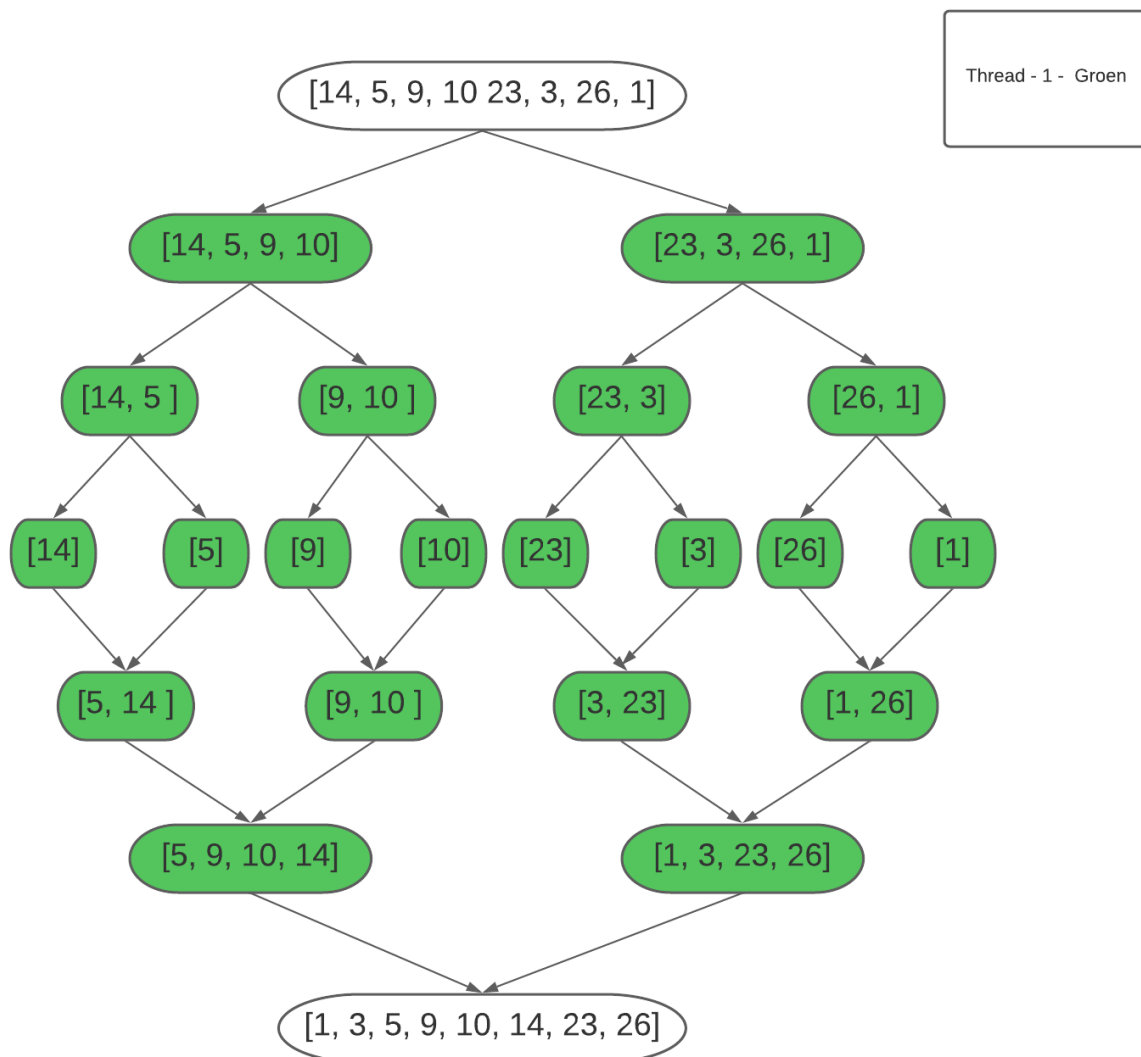 Thread - 1 - Groen
[14, 5, 9, 10 23, 3, 26, 1]
[14, 5, 9, 10]
[23, 3, 26, 1]
[14, 5 ]
[9, 10 ]
[23, 3]
[26, 1]
[14]
[5]
[9]
[10]
[23]
[3]
[26]
[1]
[5, 14 ]
[9, 10 ]
[3, 23]
[1, 26]
[5, 9, 10, 14]
[1, 3, 23, 26]
[1, 3, 5, 9, 10, 14, 23, 26]